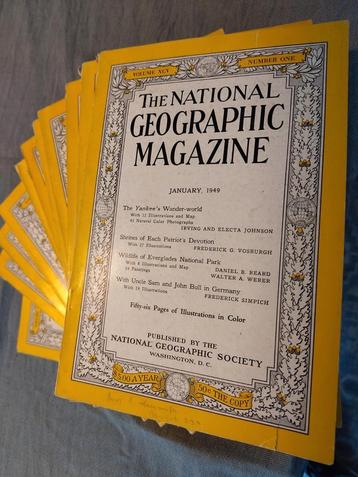 VOLUME XCV
NUMBER ONE
THE NATIONAL
GEOGRAPHIC
MAGAZINE
JANUARY, 1949
The Yankee's Wander-world
With 12 Illustrations and Map
IRVING AND ELECTA JOHNSON
Natural Color Photographs
Shrines of Each Patriot's Devotion
With 27 Illustrations
FREDERICK G. VOSBURGH
Wildlife of Everglades National Park
With 6 Illustrations and Map
DANIEL B. BEARD
Paintings
WALTER A. WEBER
With Uncle Sam and John Bull in Germany
With Illustrations
FREDERICK SIMPICH
Fifty-six Pages of Illustrations in Color
PUBLISHED BY THE
NATIONAL GEOGRAPHIC SOCIETY
WASHINGTON, D. C.
5.00 A YEAR
50¢ THE COPY